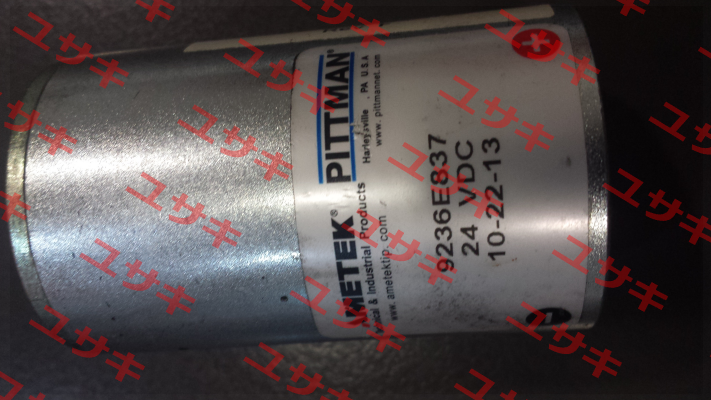 AMETEK® PITTMAN®
Harleysville PA U.S.A
ical & Industrial Products
www.pittmannet.com
www.ametektip.com
9236E837
24 VDC
10-22-13
+
-
ユサキ